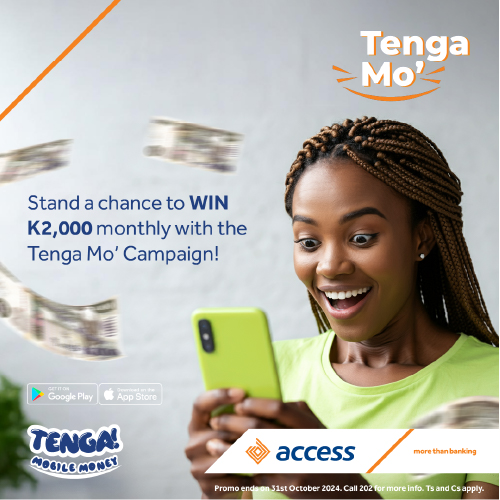 Tenga
Mo'
Stand a chance to WIN
K2,000 monthly with the
Tenga Mo' Campaign!
GET IT ON
Google Play
Download on the
App Store
TENGA!
MOBILE MONEY
access
more than banking
Promo ends on 31st October 2024. Call 202 for more info. Ts and Cs apply.